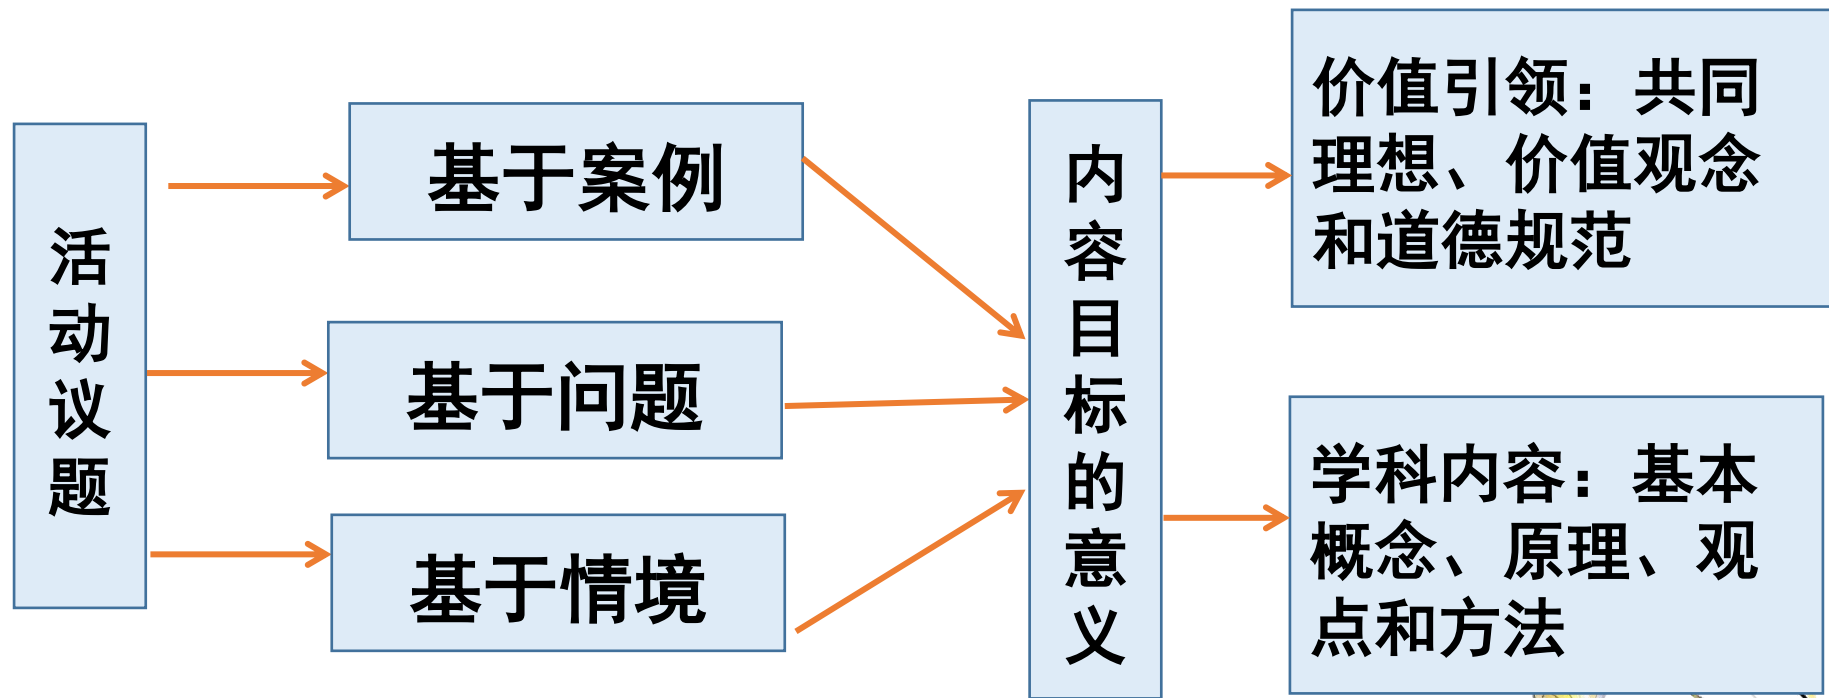 活动议题
基于案例
基于问题
基于情境
内容目标的意义
价值引领：共同
理想、价值观念
和道德规范
学科内容：基本
概念、原理、观
点和方法